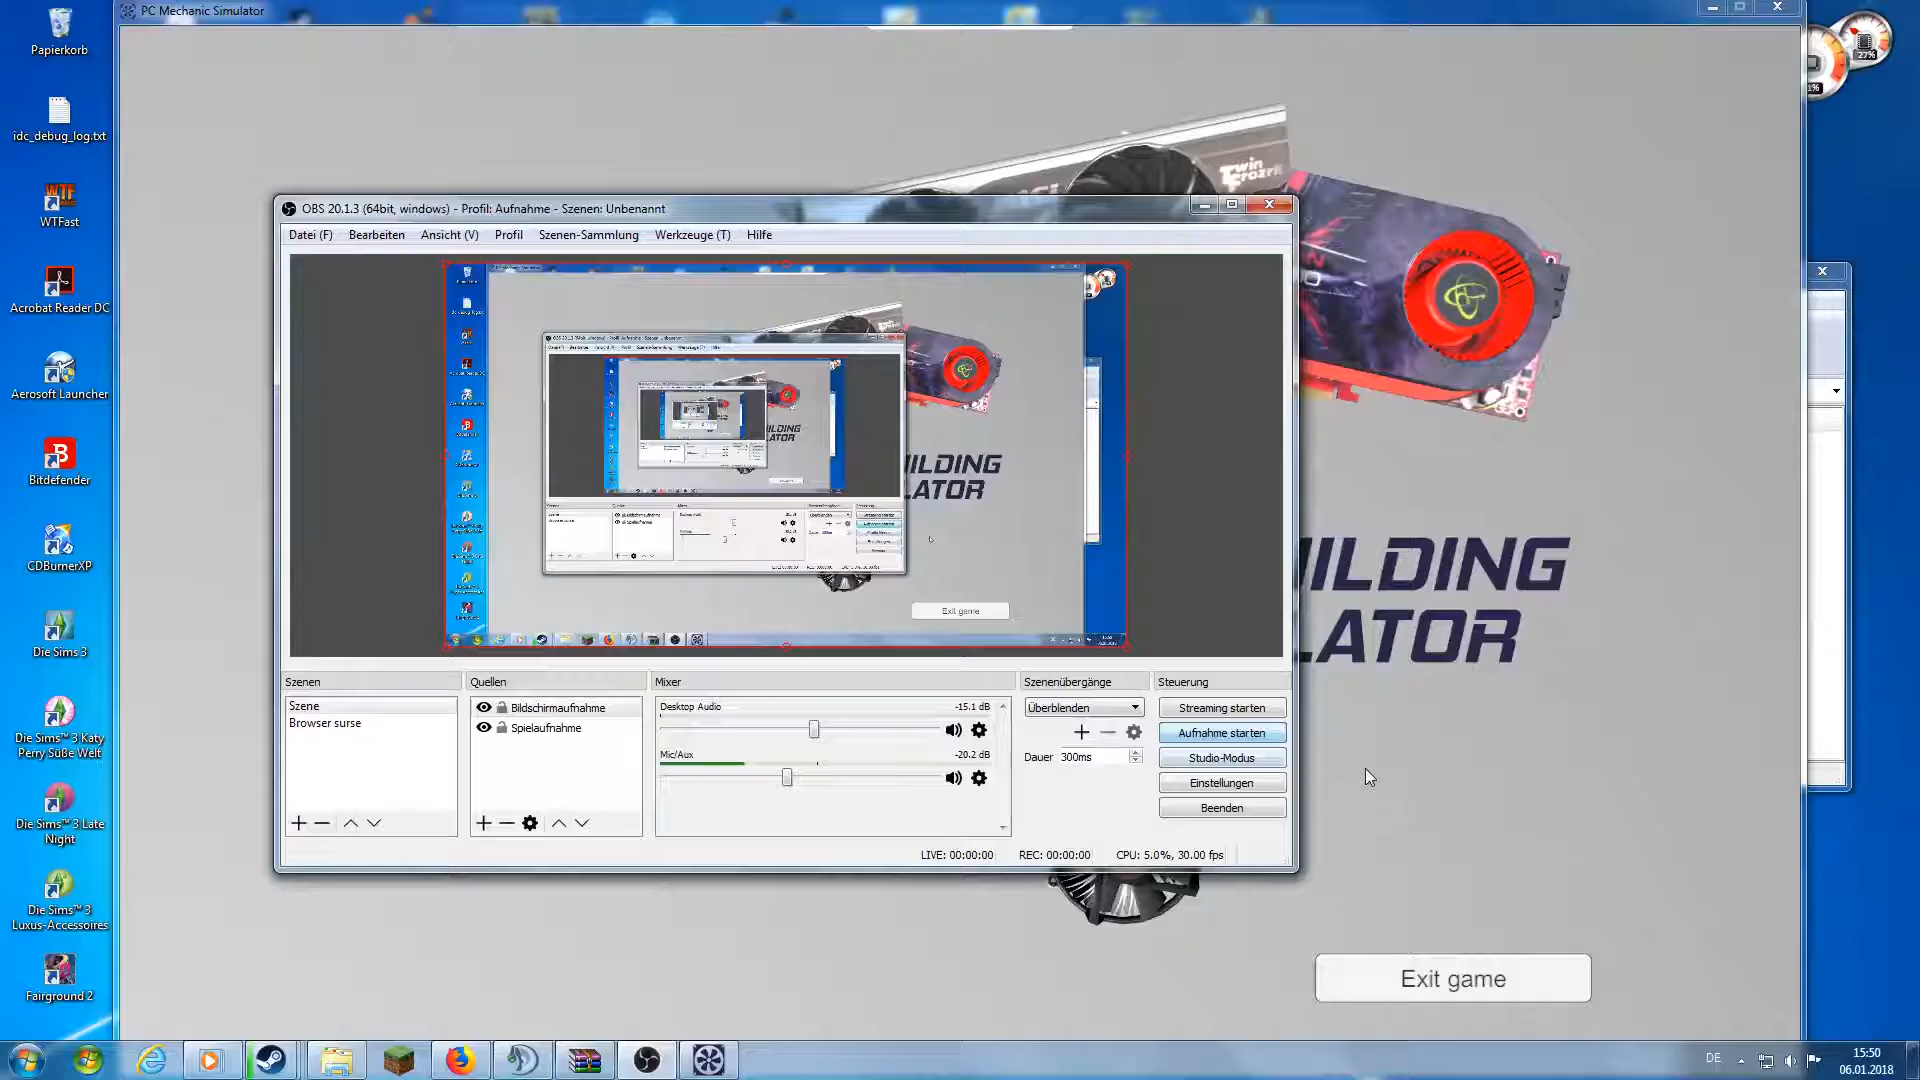 PC Mechanic Simulator
Papierkorb
idc_debug_log.txt
WTF
WTFast
Acrobat Reader DC
Aerosoft Launcher
B
Bitdefender
CDBurnerXP
Die Sims 3
Die Sims™ 3 Katy
Perry Süße Welt
Die Sims™ 3 Late
Night
Die Sims™ 3
Luxus-Accessoires
Fairground 2
27%
1%
Twin
Frozr
OBS 20.1.3 (64bit, windows) - Profil: Aufnahme - Szenen: Unbenannt
Datei (F) Bearbeiten Ansicht (V) Profil Szenen-Sammlung Werkzeuge (T) Hilfe
ILDING
LATOR
Exit game
Szenen Quellen Mixer Szenenübergänge Steuerung
Szene
Browser surse
Bildschirmaufnahme
Spielaufnahme
Desktop Audio -15.1 dB
Mic/Aux -20.2 dB
Überblenden
Dauer 300ms
Streaming starten
Aufnahme starten
Studio-Modus
Einstellungen
Beenden
LIVE: 00:00:00 REC: 00:00:00 CPU: 5.0%, 30.00 fps
ILDING
LATOR
Exit game
DE
15:50
06.01.2018